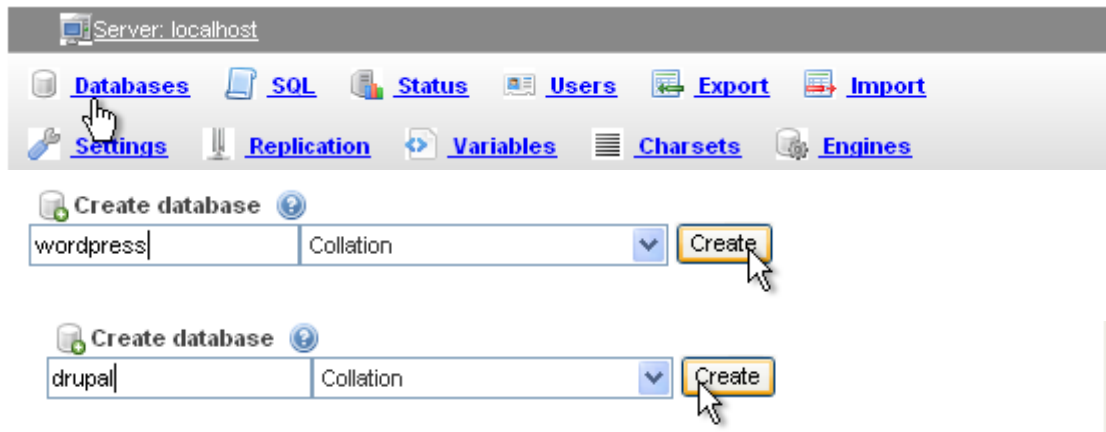 Server: localhost
Databases SQL Status Users Export Import
Settings Replication Variables Charsets Engines
Create database
wordpress Collation Create
Create database
drupal Collation Create